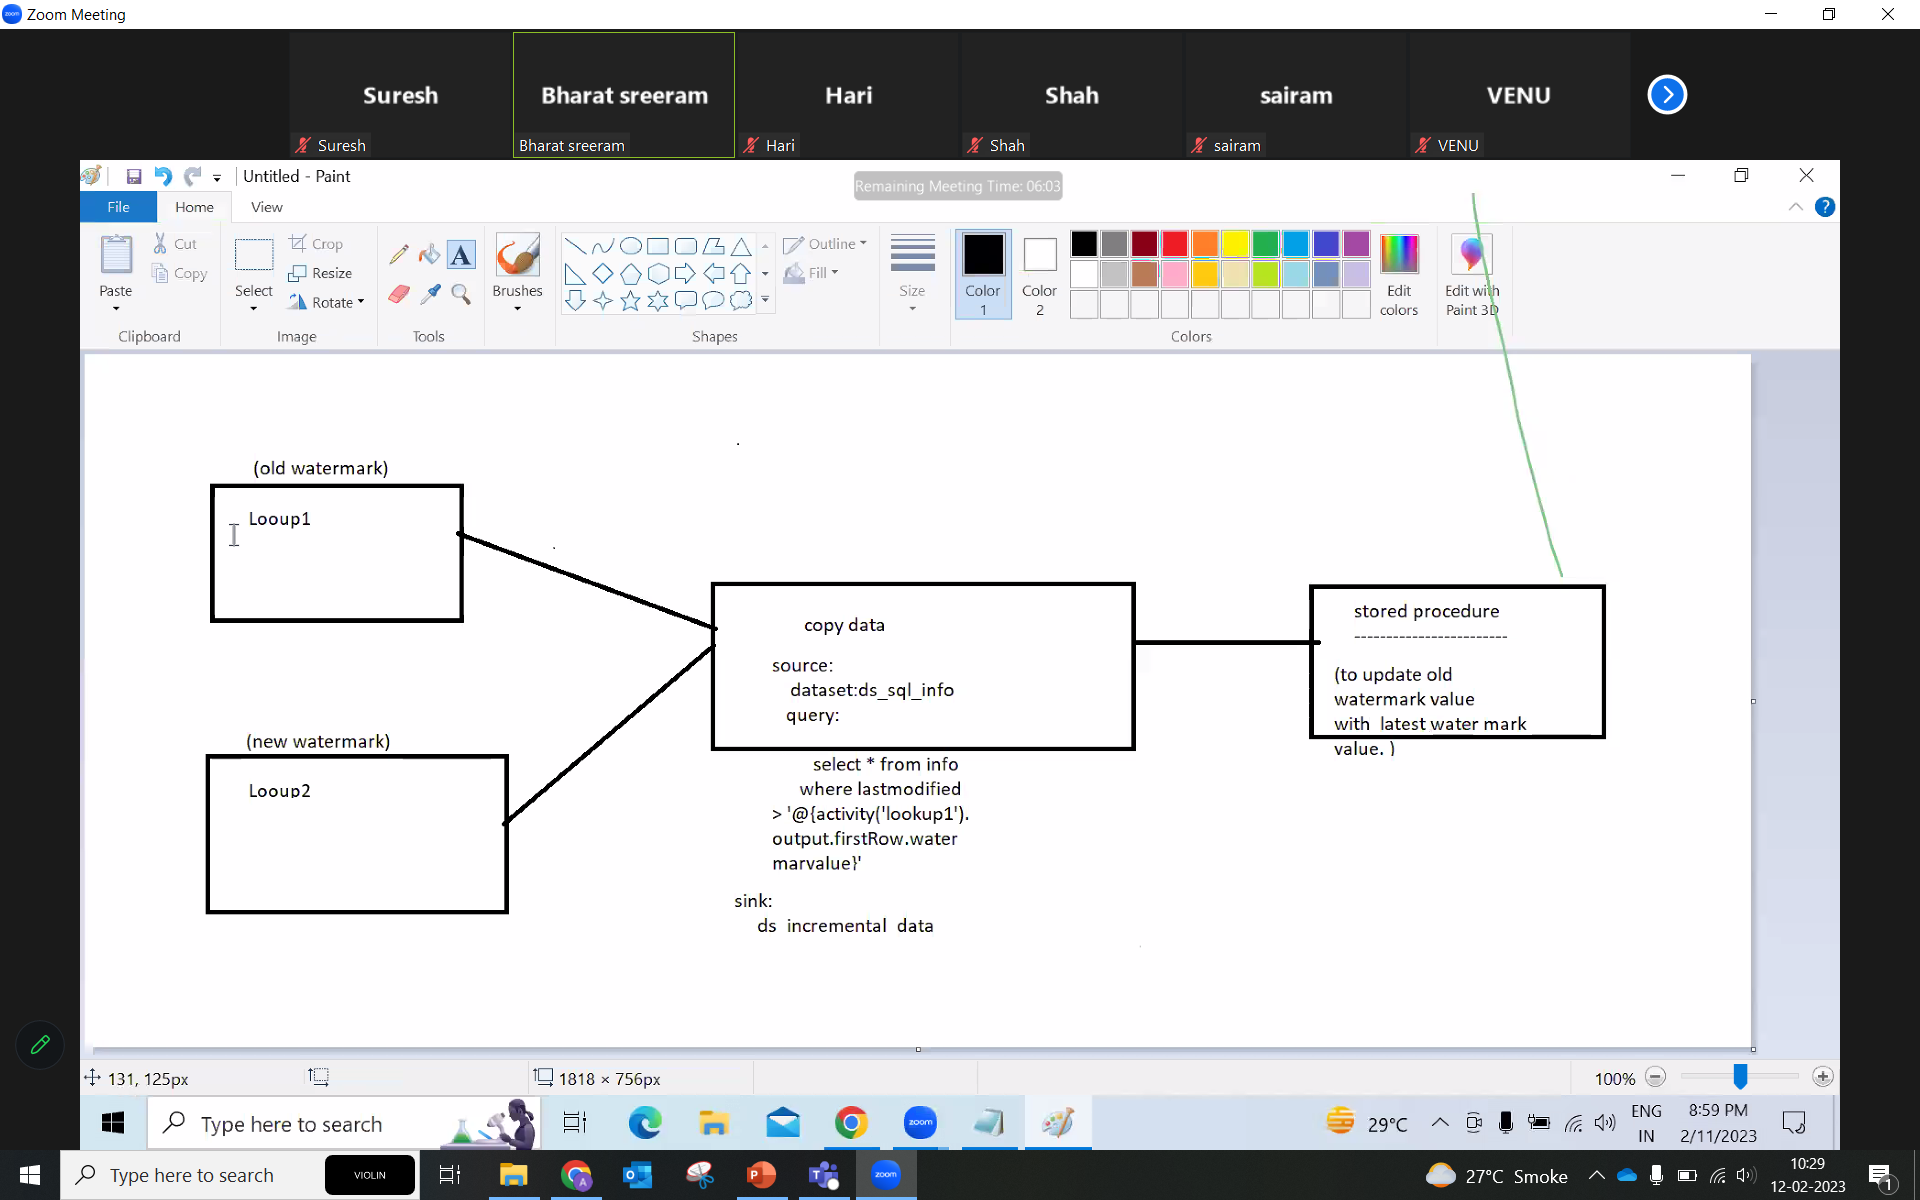 Zoom Meeting
Suresh
Bharat sreeram
Hari
Shah
sairam
VENU
Suresh
Bharat sreeram
Hari
Shah
sairam
VENU
Untitled - Paint
Remaining Meeting Time: 06:03
File
Home
View
Paste
Cut
Copy
Clipboard
Select
Crop
Resize
Rotate
Image
A
Tools
Brushes
Outline
Fill
Shapes
Size
Color
1
Color
2
Edit
colors
Edit with
Paint 3D
Colors
(old watermark)
Looup1
(new watermark)
Looup2
copy data
source:
dataset:ds_sql_info
query:
select * from info
where lastmodified
> '@{activity('lookup1').
output.firstRow.water
marvalue}'
sink:
ds incremental data
stored procedure
------------------------
(to update old
watermark value
with latest water mark
value. )
131, 125px
1818 × 756px
100%
Type here to search
zoom
29°C
ENG
IN
8:59 PM
2/11/2023
Type here to search
VIOLIN
zoom
27°C Smoke
10:29
12-02-2023
1